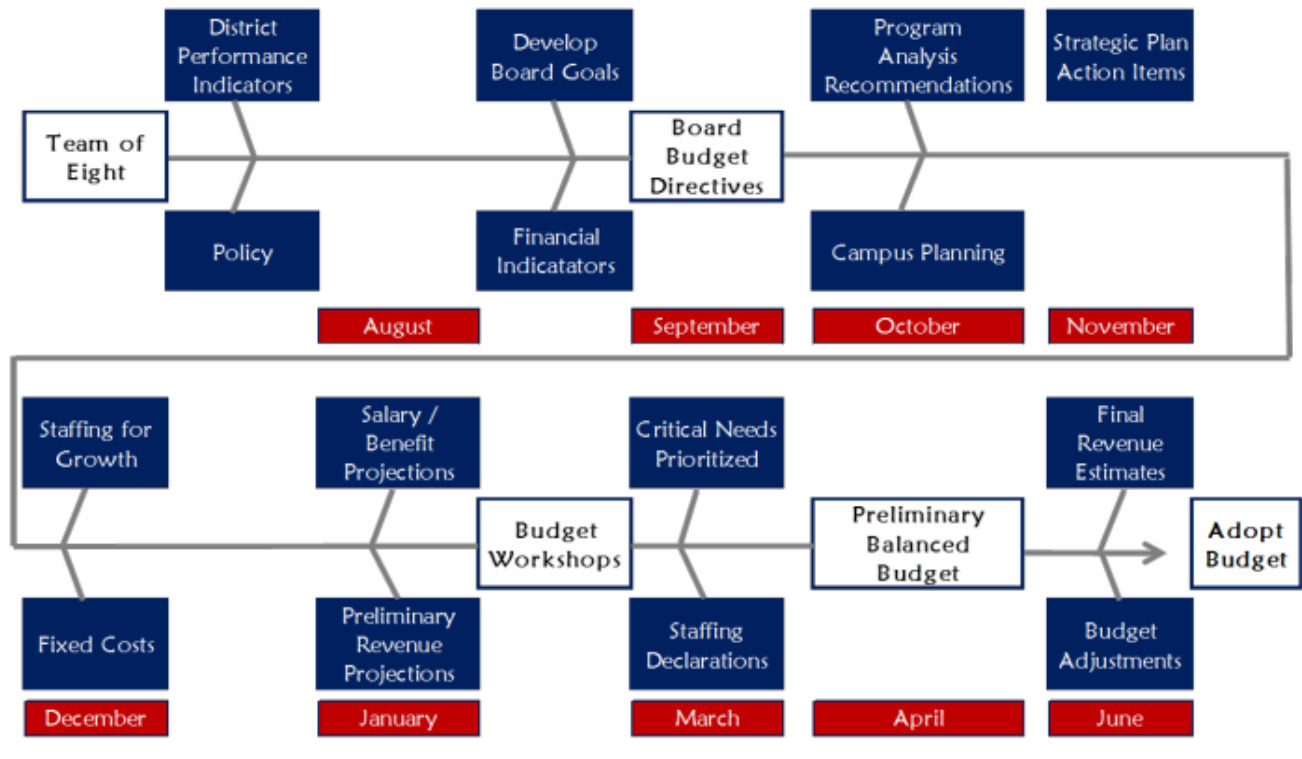 District
Performance
Indicators
Develop
Board Goals
Program
Analysis
Recommendations
Strategic Plan
Action Items
Team of
Eight
Board
Budget
Directives
Policy
Financial
Indicatators
Campus Planning
August
September
October
November
Staffing for
Growth
Salary /
Benefit
Projections
Critical Needs
Prioritized
Final
Revenue
Estimates
Budget
Workshops
Preliminary
Balanced
Budget
Adopt
Budget
Fixed Costs
Preliminary
Revenue
Projections
Staffing
Declarations
Budget
Adjustments
December
January
March
April
June